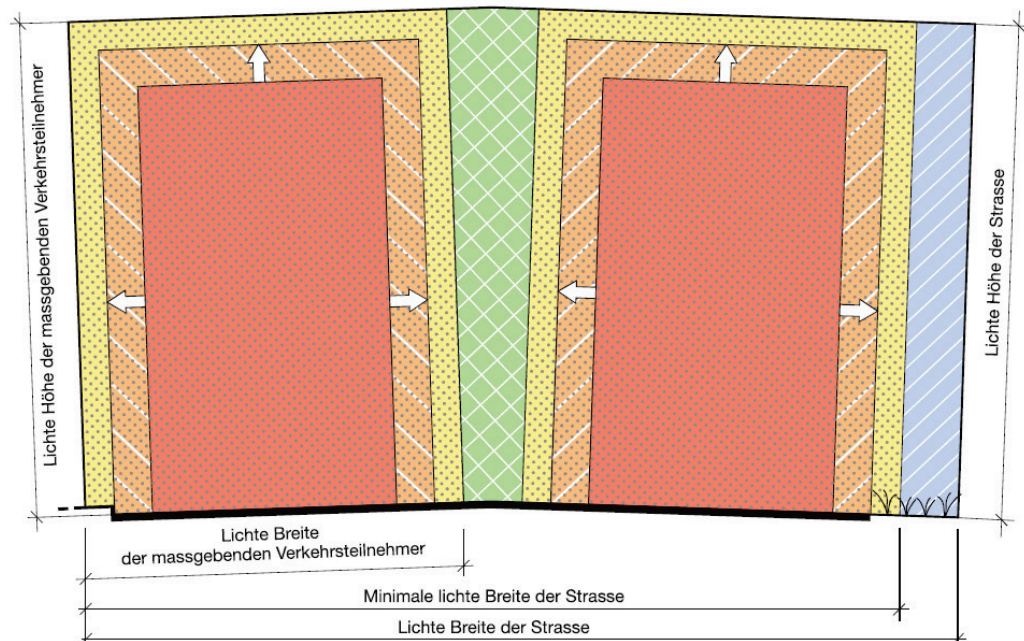 Lichte Höhe der massgebenden Verkehrsteilnehmer
Lichte Höhe der Strasse
Lichte Breite
der massgebenden Verkehrsteilnehmer
Minimale lichte Breite der Strasse
Lichte Breite der Strasse